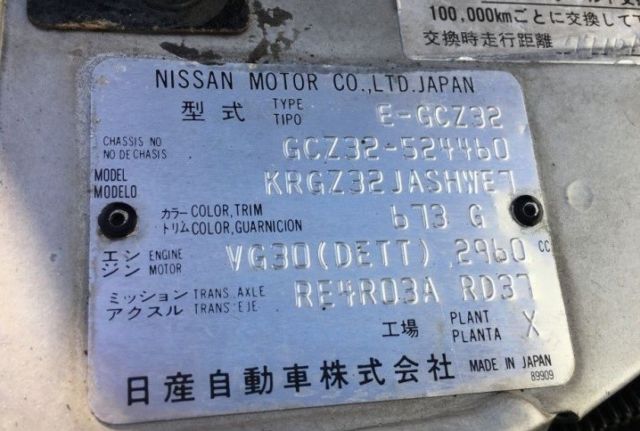 100,000kmごとに交換して
交換時走行距離
NISSAN MOTOR CO.,LTD.JAPAN
型式 TYPE TIPO E-GCZ32
CHASSIS NO
NO DE CHASIS GCZ32-524460
MODEL
MODELO KRGZ32JASHWE7
カラー COLOR,TRIM
トリム COLOR,GUARNICION 673 G
エン ENGINE
ジン MOTOR VG30(DETT) 2960 CC
ミッション TRANS.AXLE
アクスル TRANS:EJE RE4R03A RD37
工場 PLANT
PLANTA X
日産自動車株式会社 MADE IN JAPAN
89909